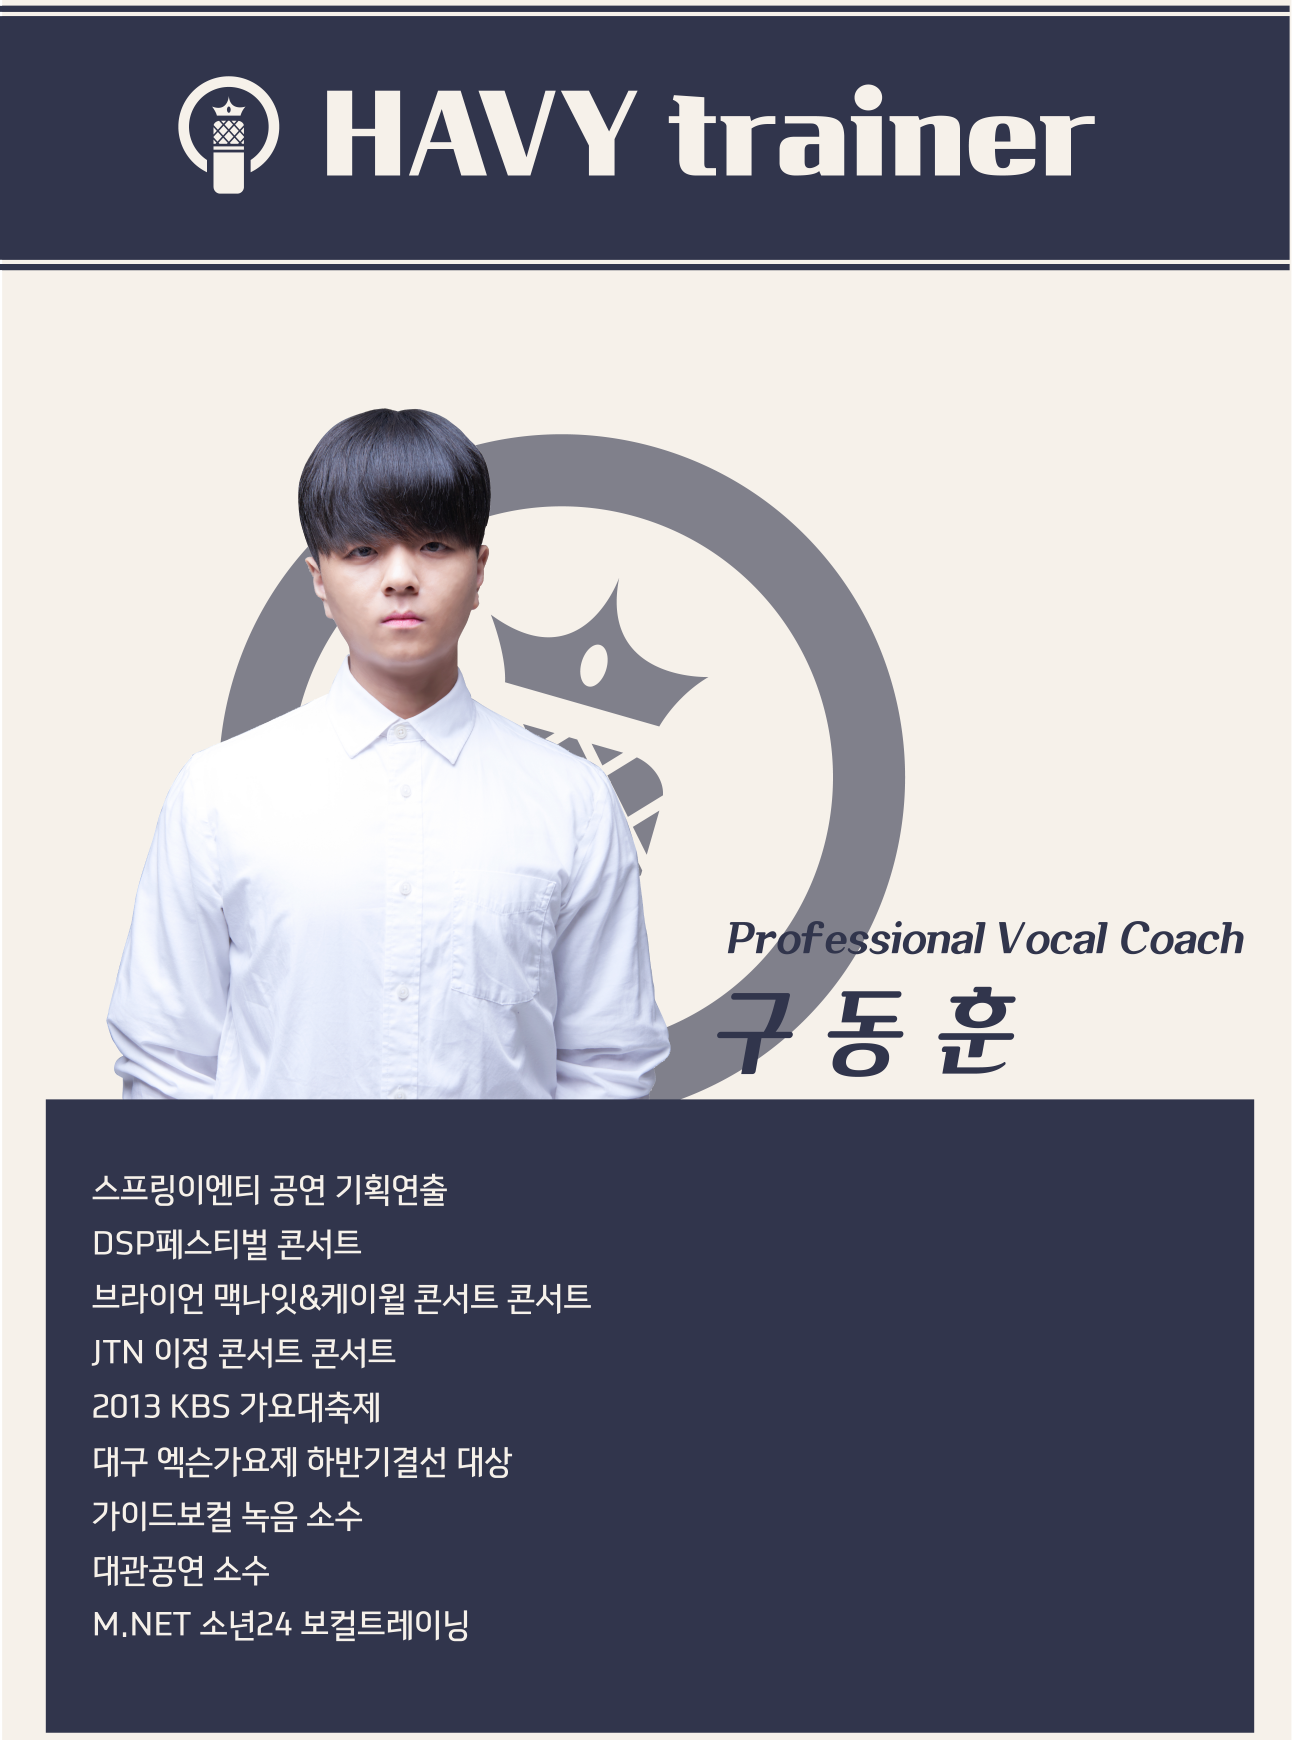 HAVY trainer
Professional Vocal Coach
구동훈
스프링이엔티 공연 기획연출
DSP페스티벌 콘서트
브라이언 맥나잇&케이윌 콘서트 콘서트
JTN 이정 콘서트 콘서트
2013 KBS 가요대축제
대구 엑슨가요제 하반기결선 대상
가이드보컬 녹음 소수
대관공연 소수
M.NET 소년24 보컬트레이닝